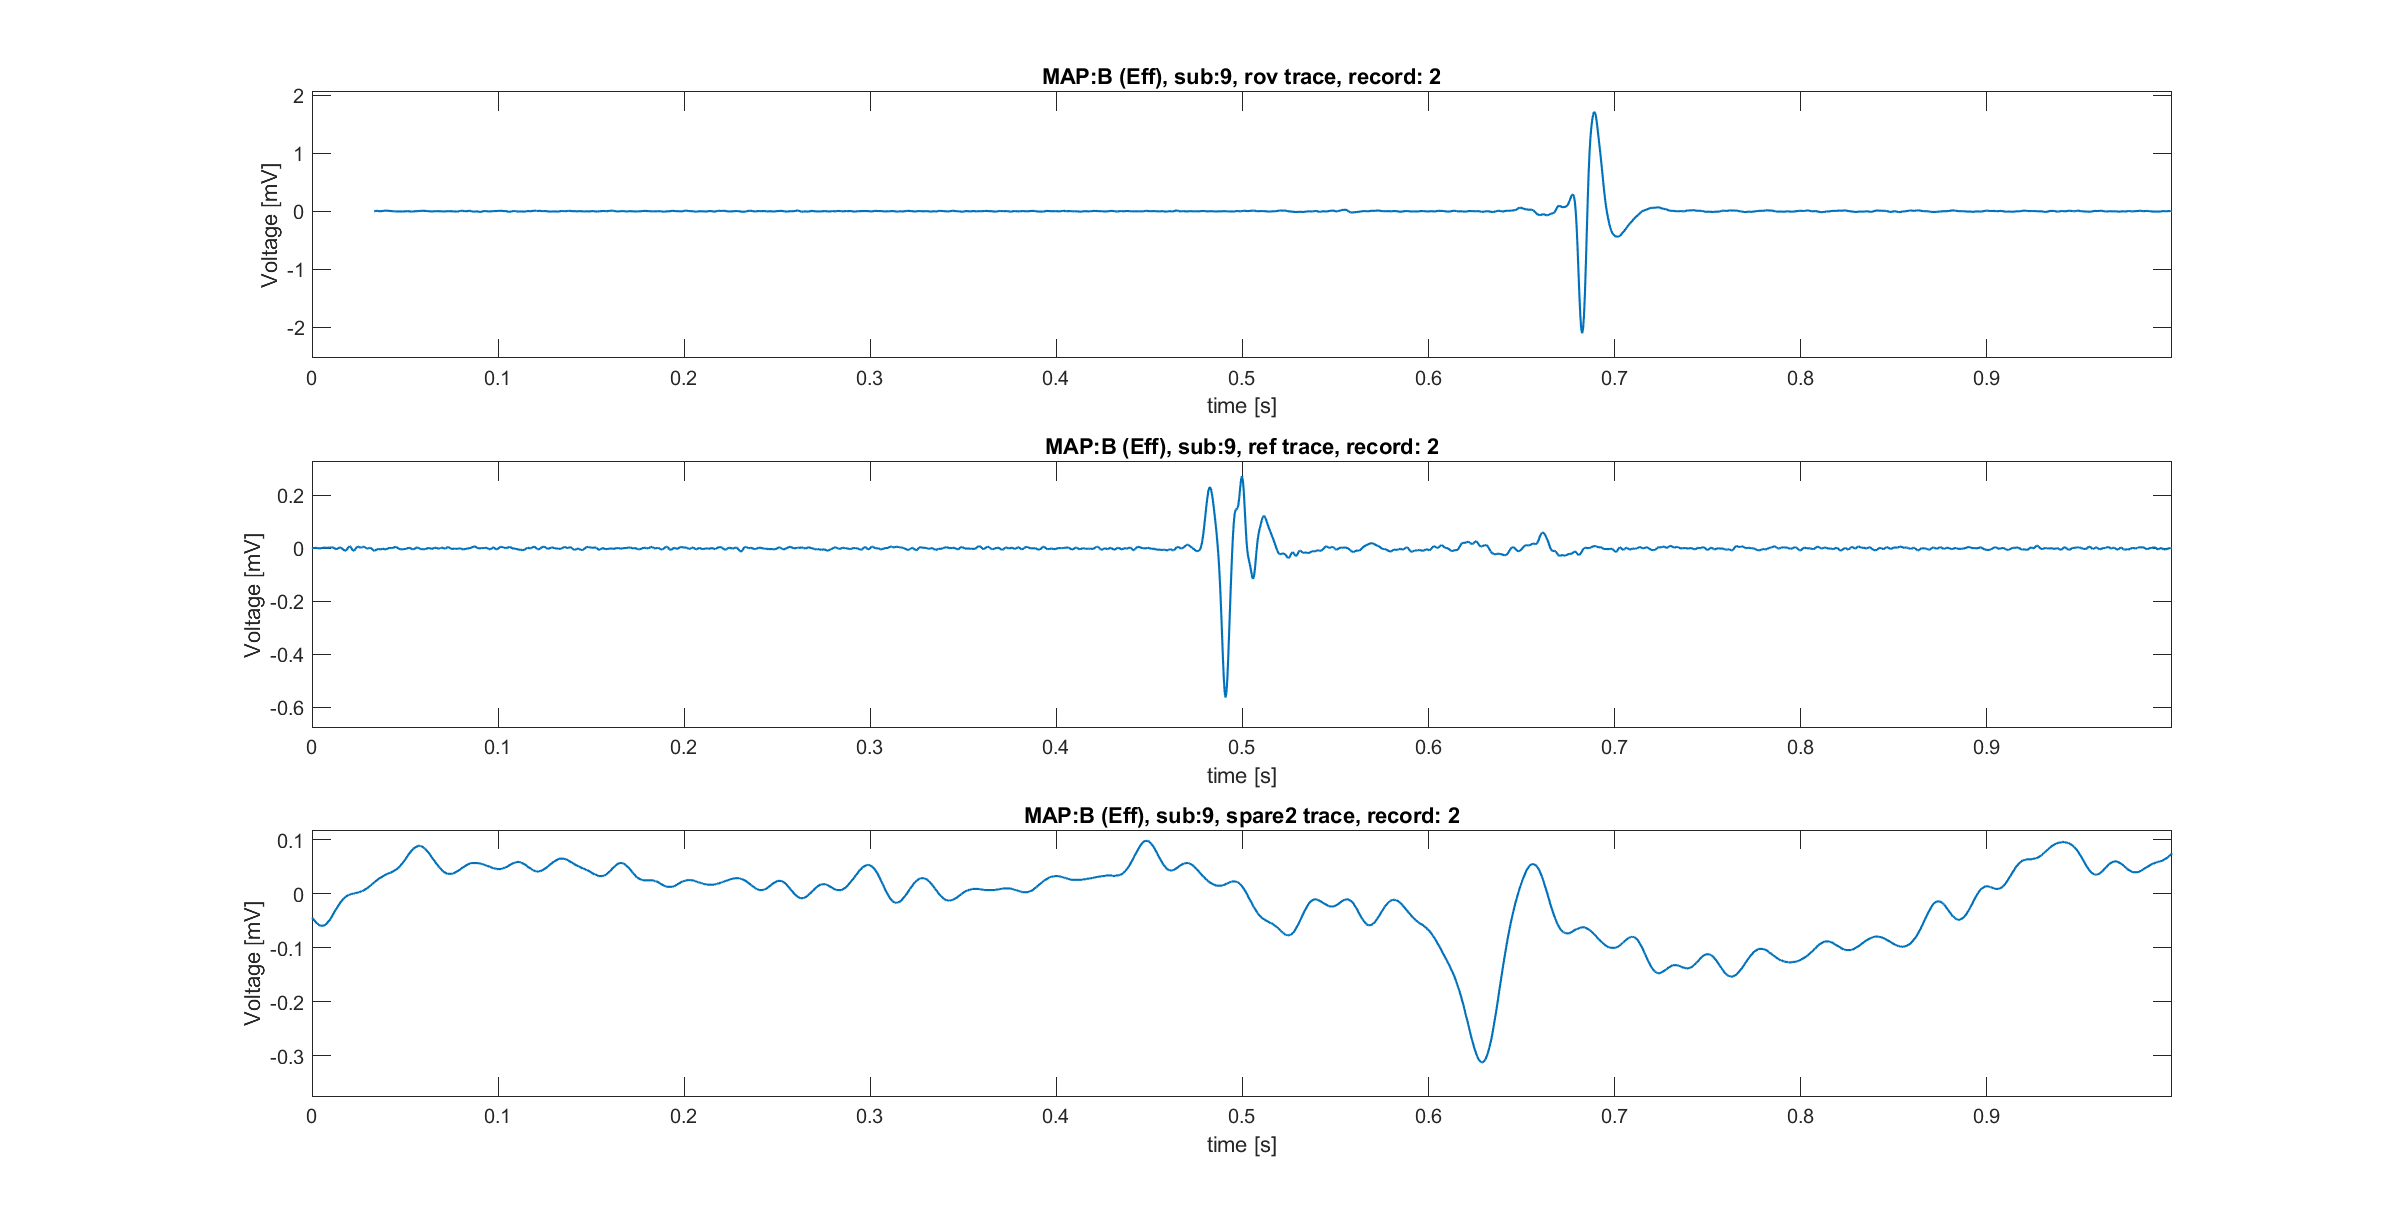 MAP:B (Eff), sub:9, rov trace, record: 2
Voltage [mV]
2
1
0
-1
-2
0 0.1 0.2 0.3 0.4 0.5 0.6 0.7 0.8 0.9
time [s]
MAP:B (Eff), sub:9, ref trace, record: 2
Voltage [mV]
0.2
0
-0.2
-0.4
-0.6
0 0.1 0.2 0.3 0.4 0.5 0.6 0.7 0.8 0.9
time [s]
MAP:B (Eff), sub:9, spare2 trace, record: 2
Voltage [mV]
0.1
0
-0.1
-0.2
-0.3
0 0.1 0.2 0.3 0.4 0.5 0.6 0.7 0.8 0.9
time [s]